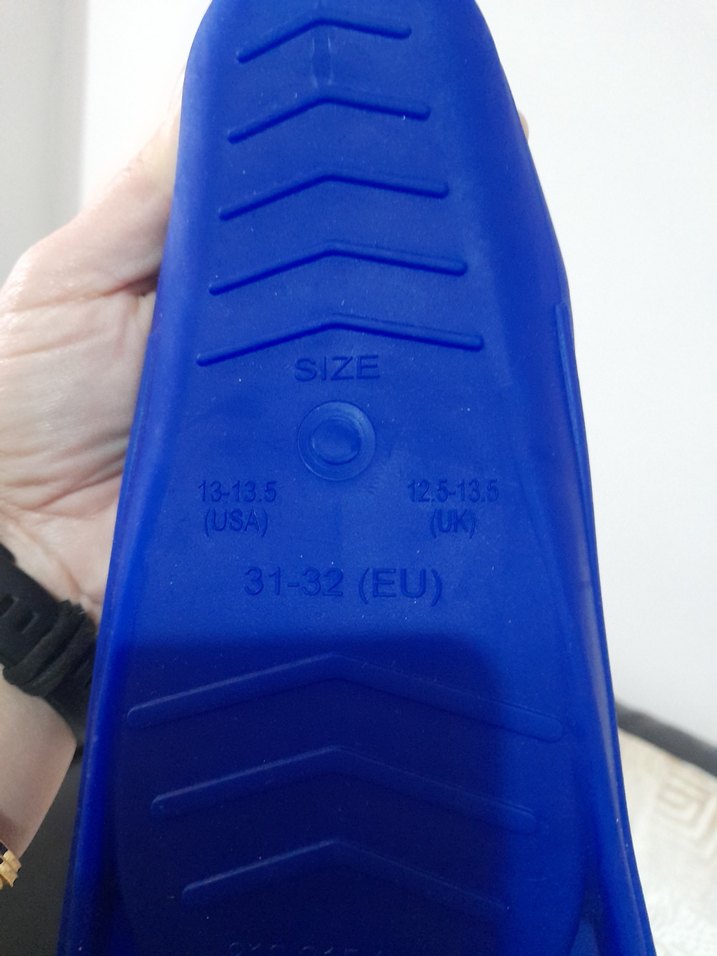 SIZE
13-13.5 12.5-13.5
(USA) (UK)
31-32 (EU)